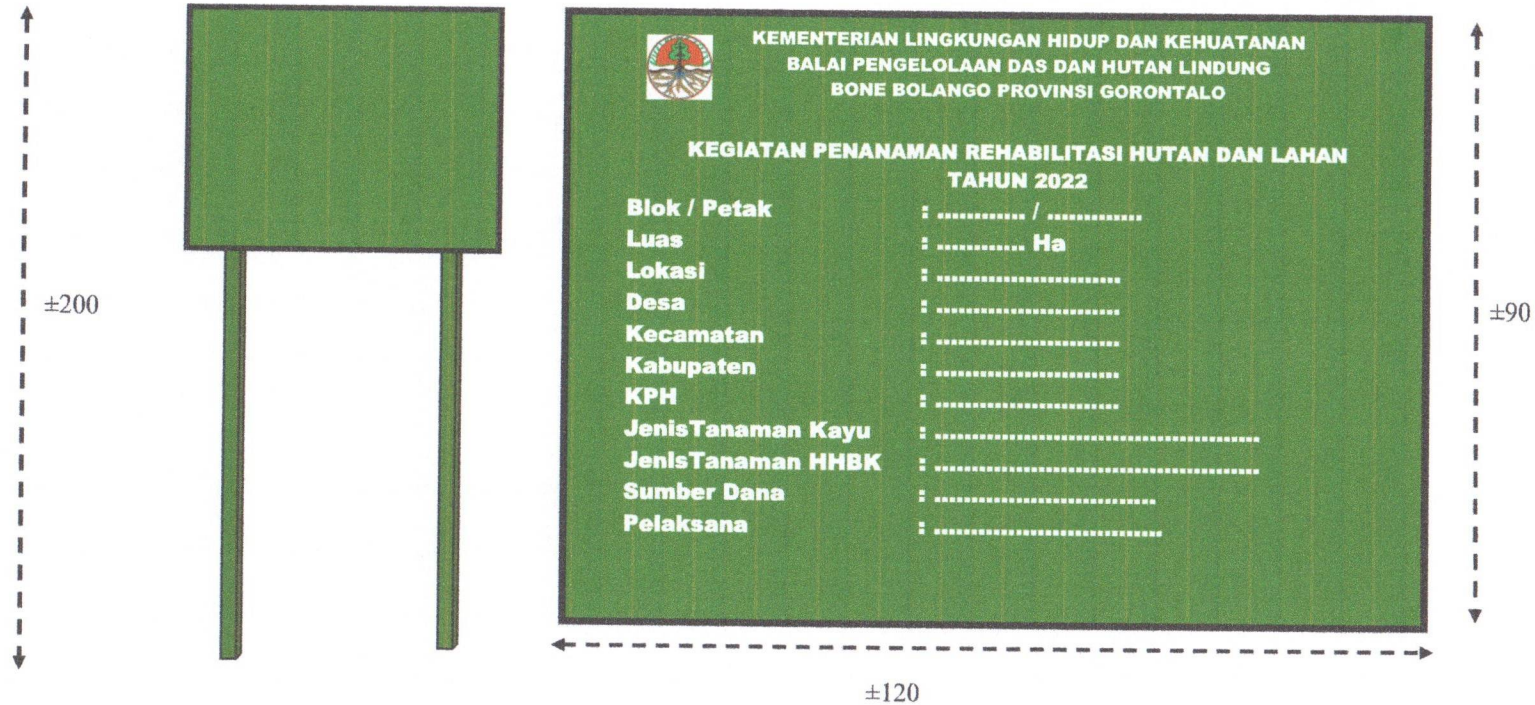 ±200
KEMENTERIAN LINGKUNGAN HIDUP DAN KEHUATANAN
BALAI PENGELOLAAN DAS DAN HUTAN LINDUNG
BONE BOLANGO PROVINSI GORONTALO
KEGIATAN PENANAMAN REHABILITASI HUTAN DAN LAHAN
TAHUN 2022
Blok / Petak : ............ / .............
Luas : ............ Ha
Lokasi : .........................
Desa : .........................
Kecamatan : .........................
Kabupaten : .........................
KPH : .........................
JenisTanaman Kayu : .............................................
JenisTanaman HHBK : .............................................
Sumber Dana : ..............................
Pelaksana : ...............................
±90
±120